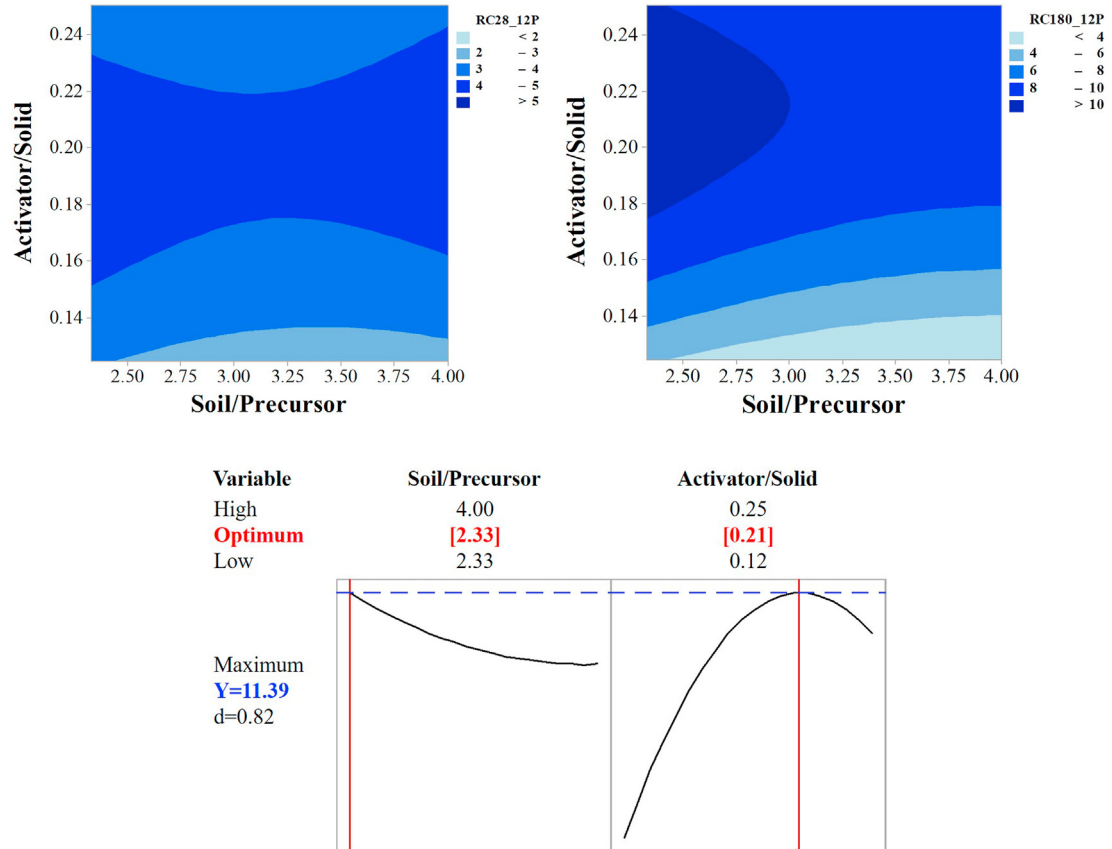 RC28_12P
< 2
2 – 3
3 – 4
4 – 5
> 5
0.24
0.22
0.20
0.18
0.16
0.14
Activator/Solid
2.50 2.75 3.00 3.25 3.50 3.75 4.00
Soil/Precursor
RC180_12P
< 4
4 – 6
6 – 8
8 – 10
> 10
0.24
0.22
0.20
0.18
0.16
0.14
Activator/Solid
2.50 2.75 3.00 3.25 3.50 3.75 4.00
Soil/Precursor
Variable Soil/Precursor Activator/Solid
High 4.00 0.25
Optimum [2.33] [0.21]
Low 2.33 0.12
Maximum
Y=11.39
d=0.82